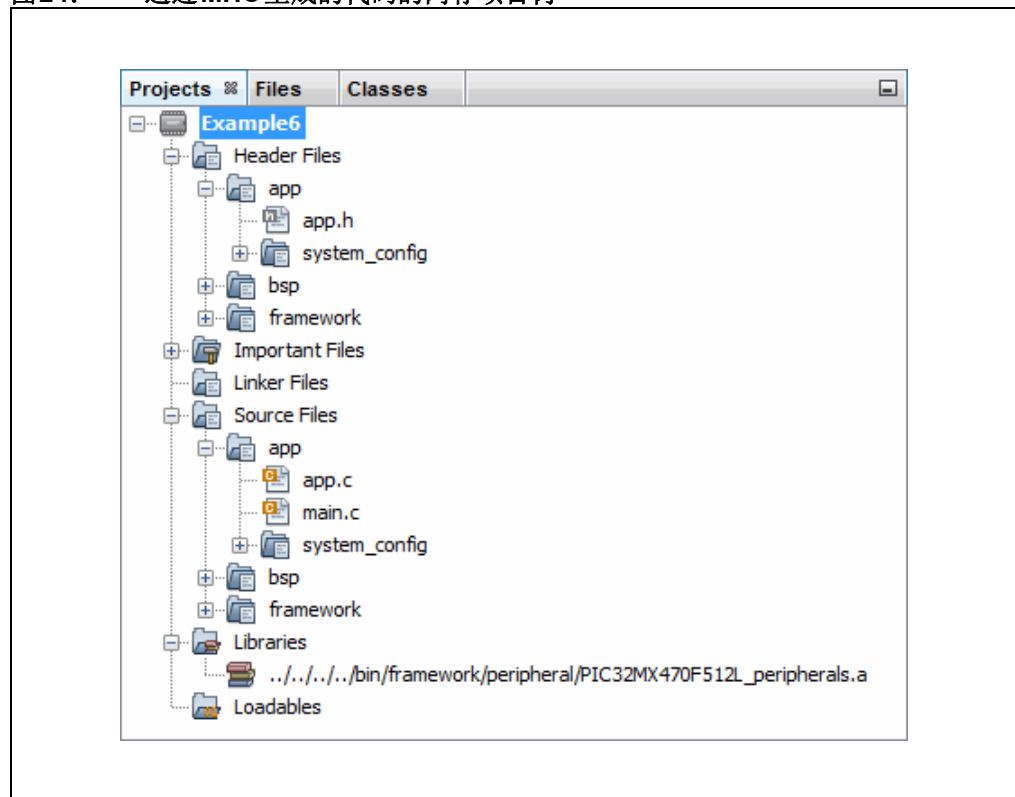 Projects Files Classes
Example6
Header Files
app
app.h
system_config
bsp
framework
Important Files
Linker Files
Source Files
app
app.c
main.c
system_config
bsp
framework
Libraries
../../../../bin/framework/peripheral/PIC32MX470F512L_peripherals.a
Loadables